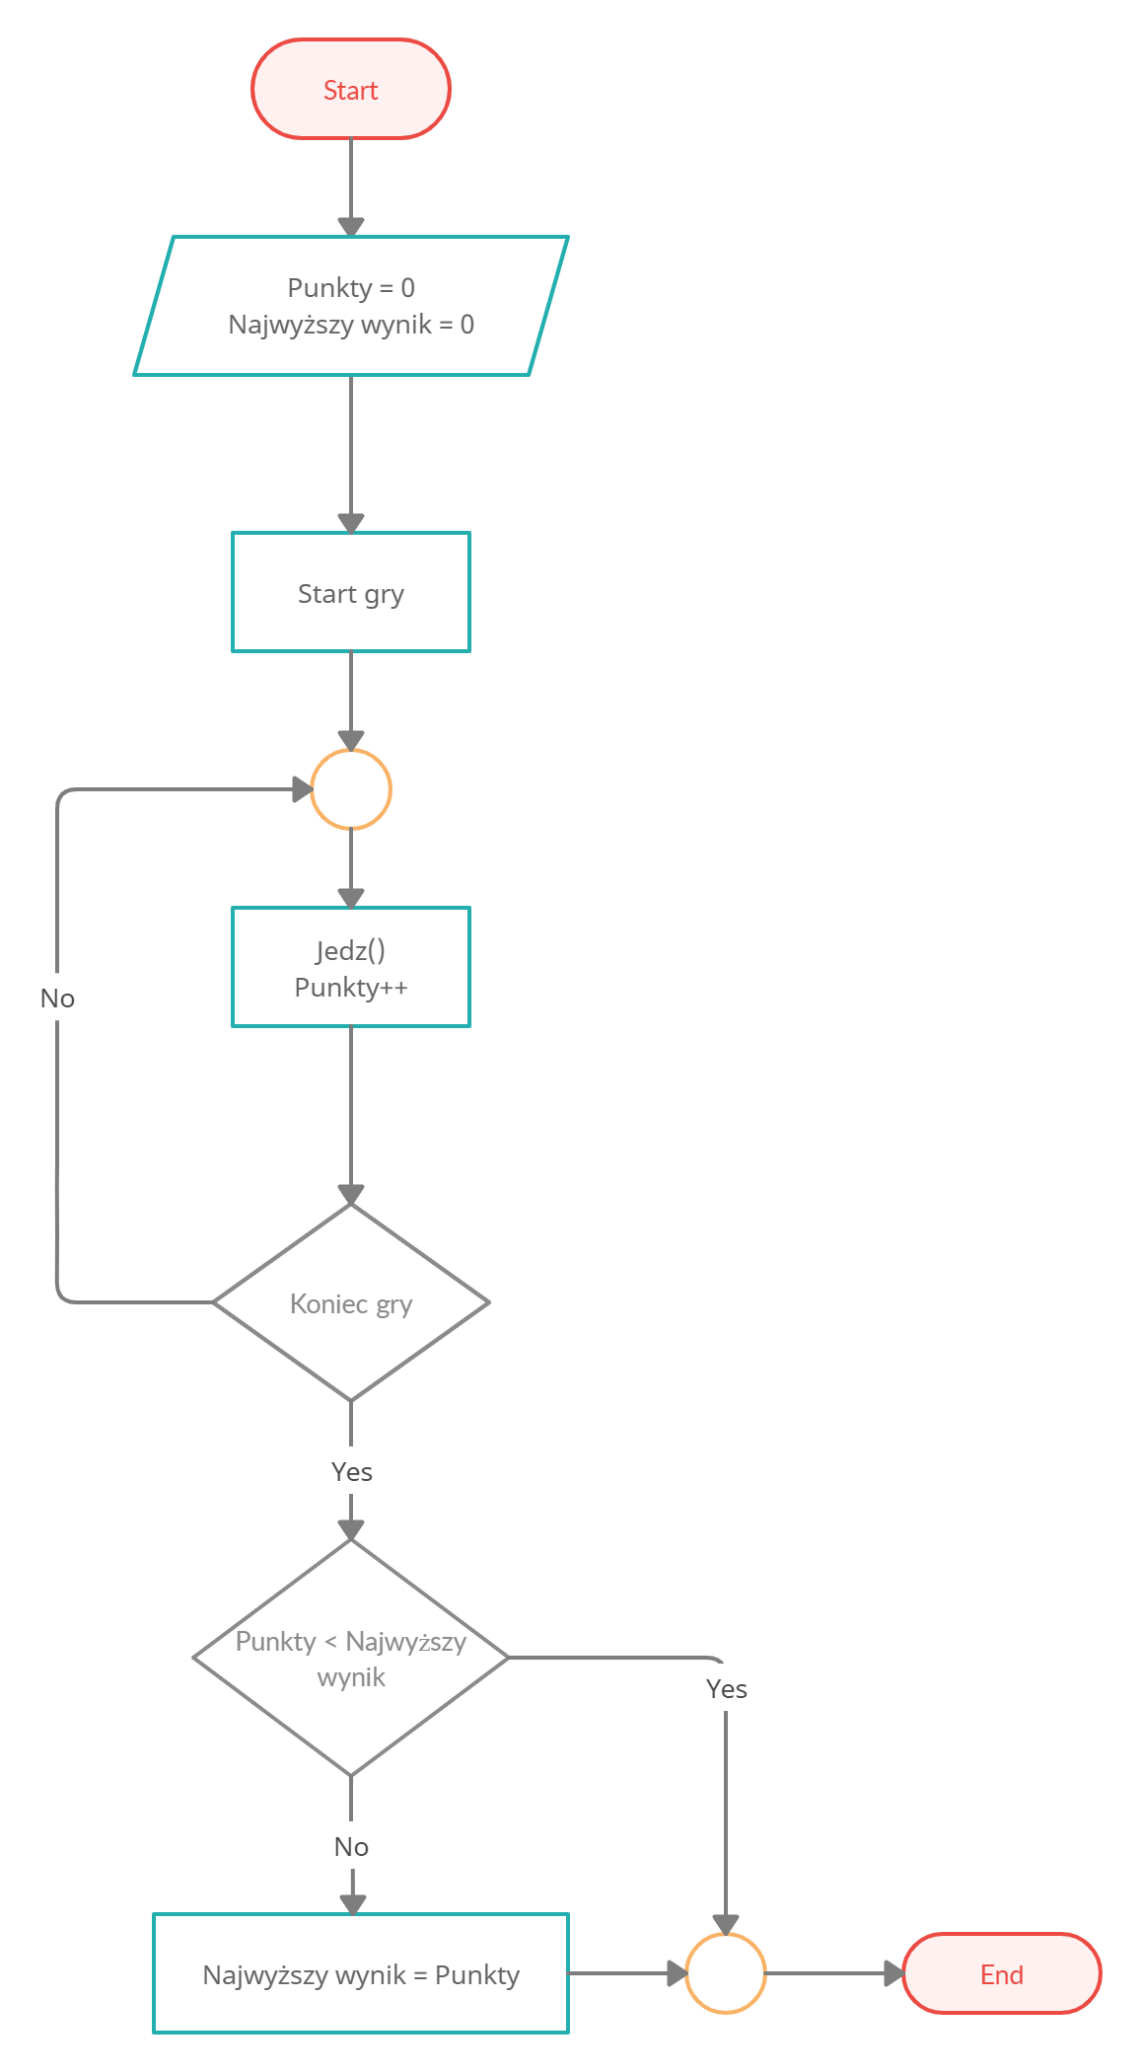 Start
Punkty = 0
Najwyższy wynik = 0
Start gry
Jedz()
Punkty++
No
Koniec gry
Yes
Punkty < Najwyższy
wynik
Yes
No
Najwyższy wynik = Punkty
End